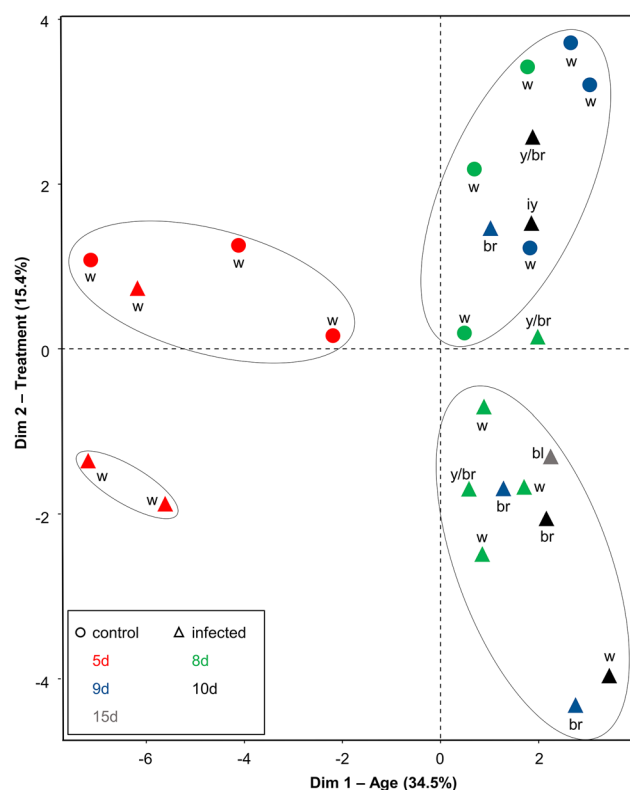 4
w
w
w
y/br
w
iy
2
br
w
w
w
w
w
w
y/br
0
w
bl
w
w
y/br
w
br
-2
w
br
w
br
-4
control
infected
5d
8d
9d
10d
15d
-6
-4
-2
0
2
Dim 1 – Age (34.5%)
Dim 2 – Treatment (15.4%)